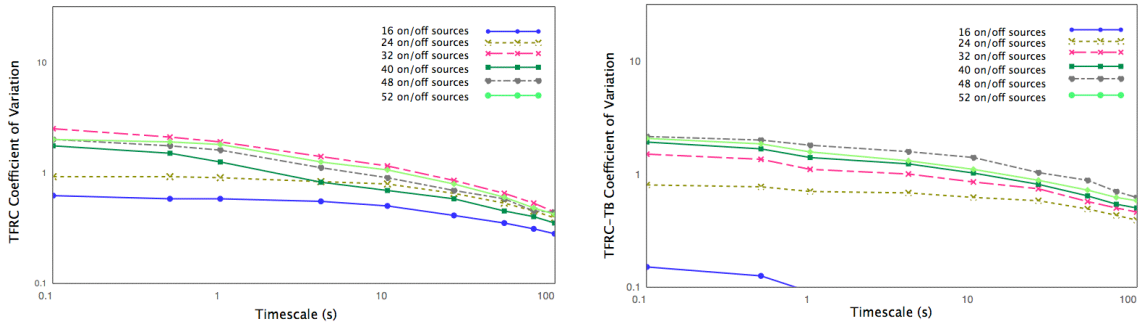 TFRC Coefficient of Variation
16 on/off sources
24 on/off sources
32 on/off sources
40 on/off sources
48 on/off sources
52 on/off sources
10
1
0.1
0.1
1
10
100
Timescale (s)
TFRC-TB Coefficient of Variation
16 on/off sources
24 on/off sources
32 on/off sources
40 on/off sources
48 on/off sources
52 on/off sources
10
1
0.1
0.1
1
10
100
Timescale (s)